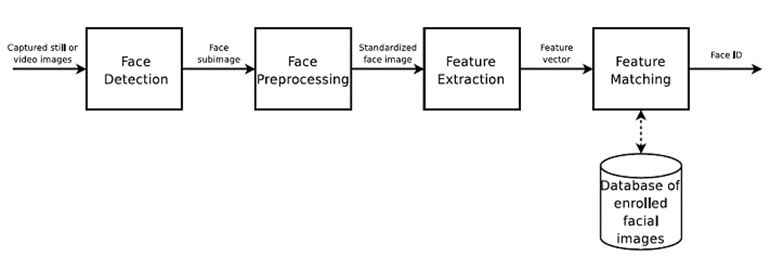 Captured still or
video images
Face
Detection
Face
subimage
Face
Preprocessing
Standardized
face image
Feature
Extraction
Feature
vector
Feature
Matching
Face ID
Database of
enrolled
facial
images